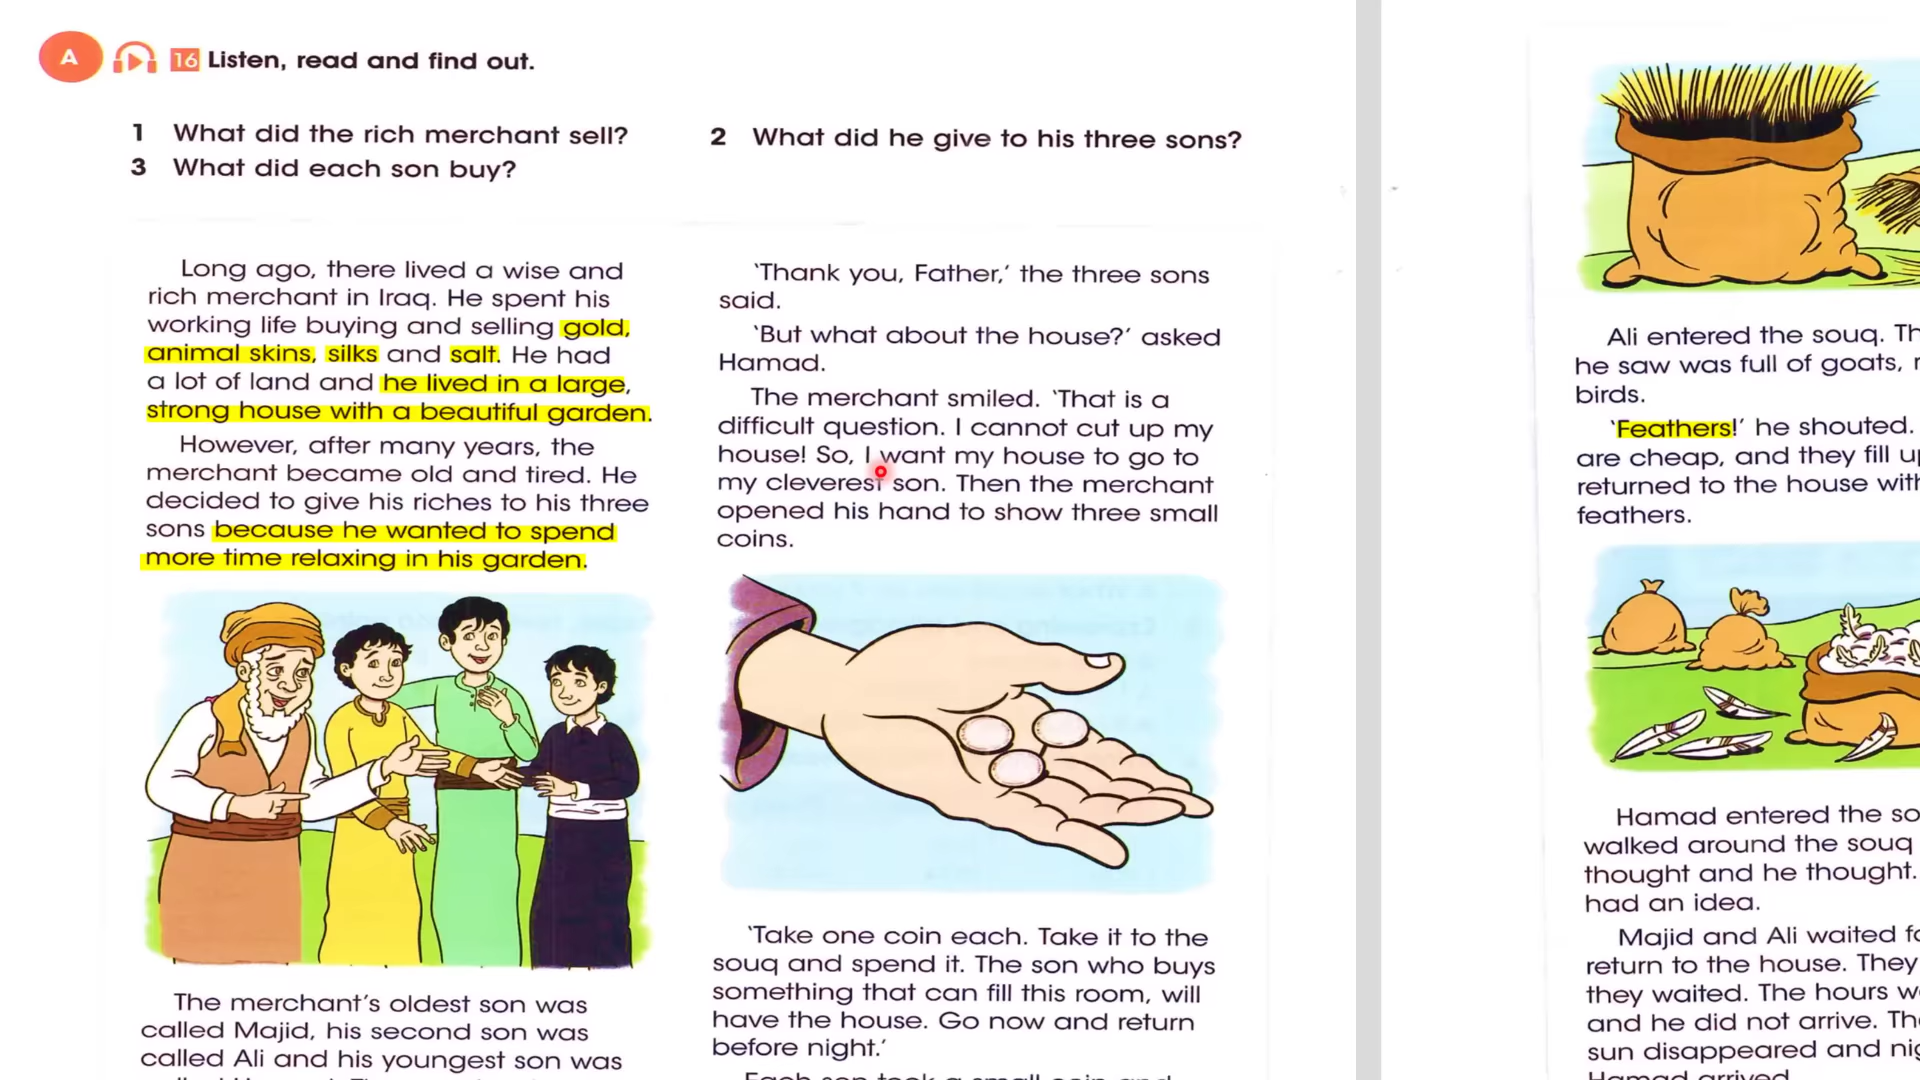 A 16 Listen, read and find out.
1 What did the rich merchant sell?
2 What did he give to his three sons?
3 What did each son buy?
Long ago, there lived a wise and
rich merchant in Iraq. He spent his
working life buying and selling gold,
animal skins, silks and salt. He had
a lot of land and he lived in a large,
strong house with a beautiful garden.
However, after many years, the
merchant became old and tired. He
decided to give his riches to his three
sons because he wanted to spend
more time relaxing in his garden.
The merchant's oldest son was
called Majid, his second son was
called Ali and his youngest son was
'Thank you, Father,' the three sons
said.
'But what about the house?' asked
Hamad.
The merchant smiled. 'That is a
difficult question. I cannot cut up my
house! So, I want my house to go to
my cleverest son. Then the merchant
opened his hand to show three small
coins.
'Take one coin each. Take it to the
souq and spend it. The son who buys
something that can fill this room, will
have the house. Go now and return
before night.'
Each son took a small coin and
Ali entered the souq.
he saw was full of goats,
birds.
'Feathers!' he shouted.
are cheap, and they fill
returned to the house
feathers.
Hamad entered the
walked around the souq
thought and he thought.
had an idea.
Majid and Ali waited
return to the house. They
they waited. The hours
and he did not arrive.
sun disappeared and
Hamad arrived